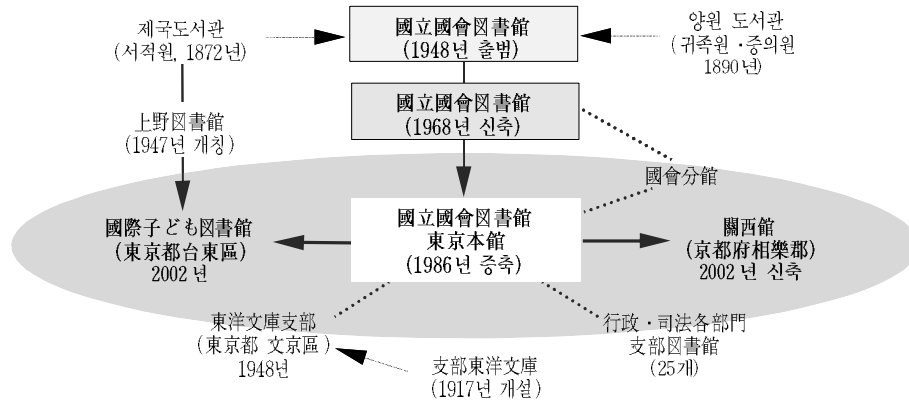 제국도서관
(서적원, 1872년)
國立國會図書館
(1948년 출범)
양원 도서관
(귀족원·중의원
1890년)
國立國會図書館
(1968년 신축)
上野図書館
(1947년 개칭)
國會分館
國際子ども図書館
(東京都台東區)
2002년
國立國會図書館
東京本館
(1986년 증축)
關西館
(京都府相樂郡)
2002년 신축
東洋文庫支部
(東京都 文京區)
1948년
支部東洋文庫
(1917년 개설)
行政·司法各部門
支部図書館
(25개)